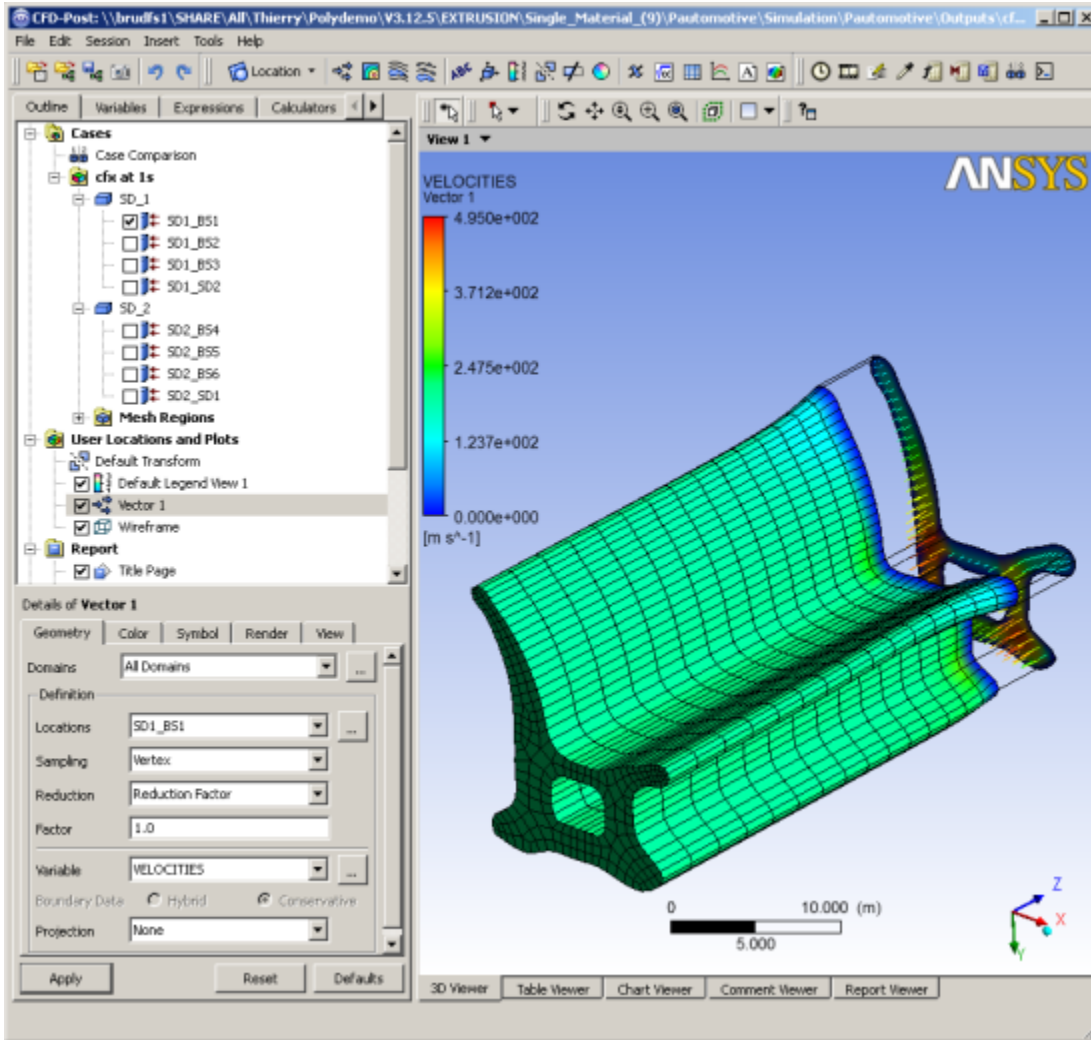 CFD-Post: \\brudfs1\SHARE\All\Thierry\Polydemo\V3.12.5\EXTRUSION\Single_Material_(9)\Pautomotive\Simulation\Pautomotive\Outputs\cf...
File Edit Session Insert Tools Help
Location
Outline Variables Expressions Calculators
Cases
Case Comparison
cfx at 1s
SD_1
SD1_BS1
SD1_BS2
SD1_BS3
SD1_SD2
SD_2
SD2_BS4
SD2_BS5
SD2_BS6
SD2_SD1
Mesh Regions
User Locations and Plots
Default Transform
Default Legend View 1
Vector 1
Wireframe
Report
Title Page
Details of Vector 1
Geometry Color Symbol Render View
Domains All Domains ...
Definition
Locations SD1_BS1 ...
Sampling Vertex
Reduction Reduction Factor
Factor 1.0
Variable VELOCITIES ...
Boundary Data Hybrid Conservative
Projection None
Apply Reset Defaults
View 1
VELOCITIES
Vector 1
4.950e+002
3.712e+002
2.475e+002
1.237e+002
0.000e+000
[m s^-1]
ANSYS
0 10.000 (m)
5.000
Z
X
Y
3D Viewer Table Viewer Chart Viewer Comment Viewer Report Viewer